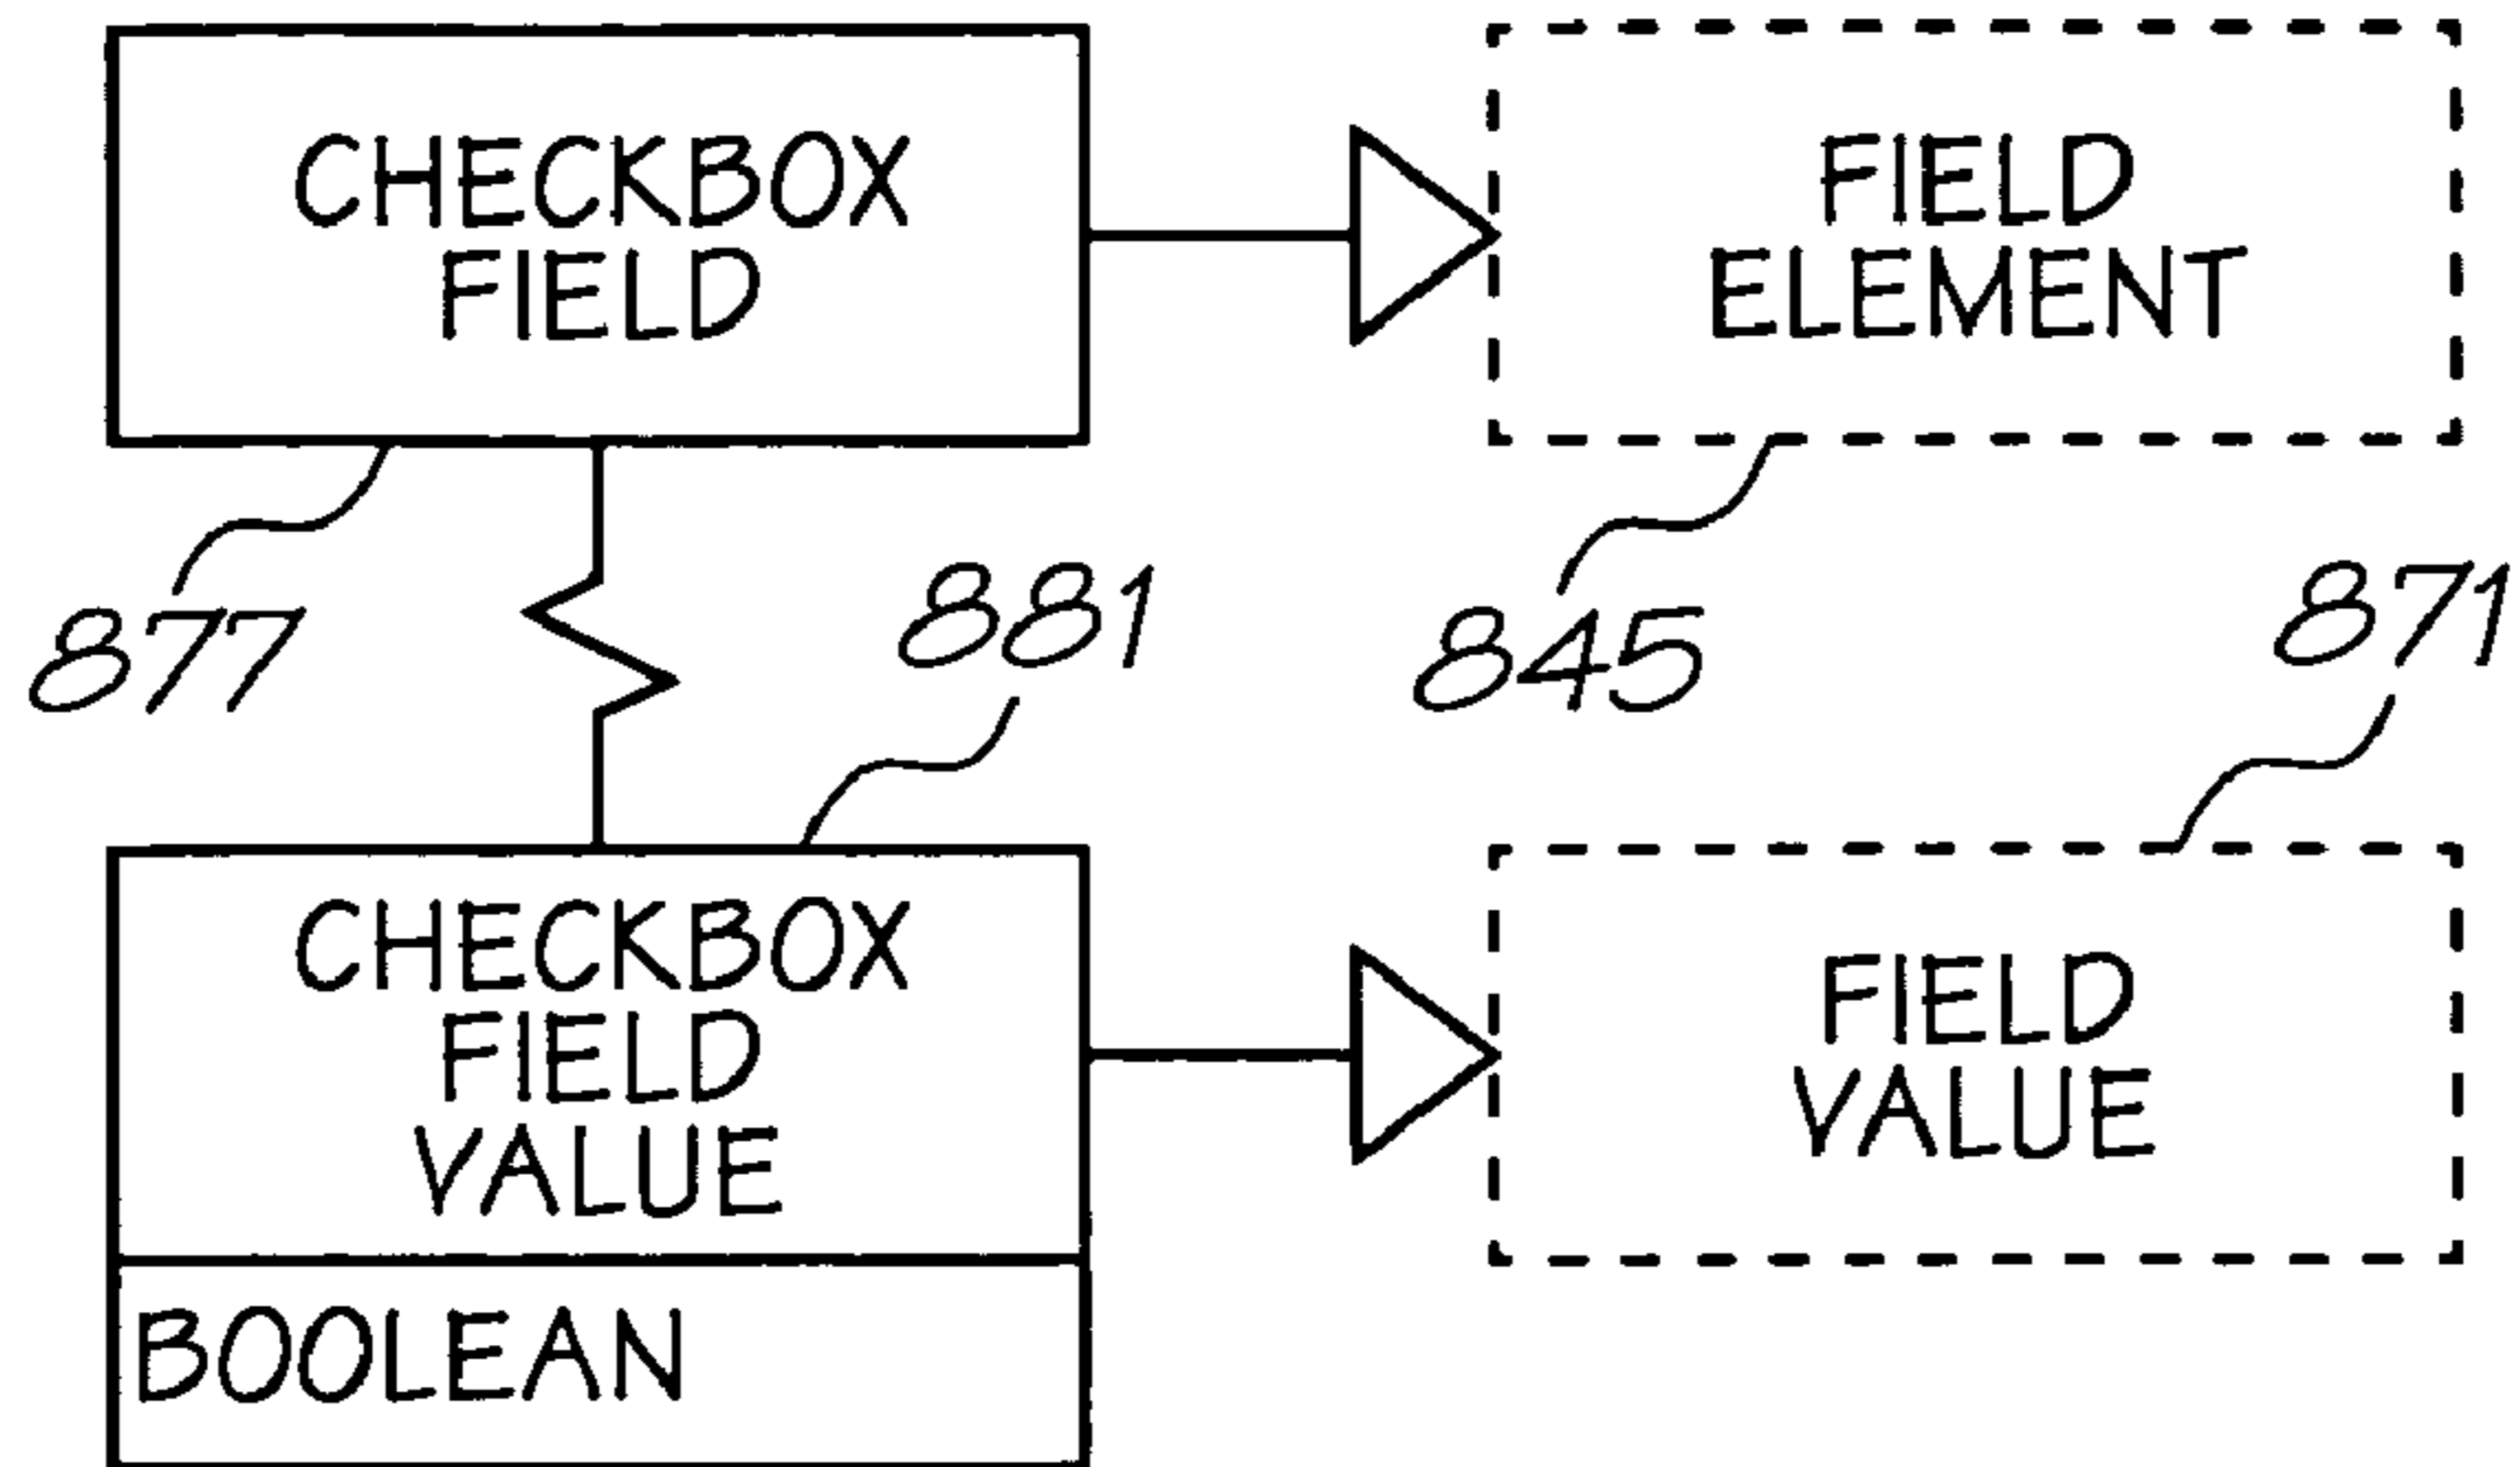 CHECKBOX
FIELD
FIELD
ELEMENT
877
881
845
871
CHECKBOX
FIELD
VALUE
FIELD
VALUE
BOOLEAN